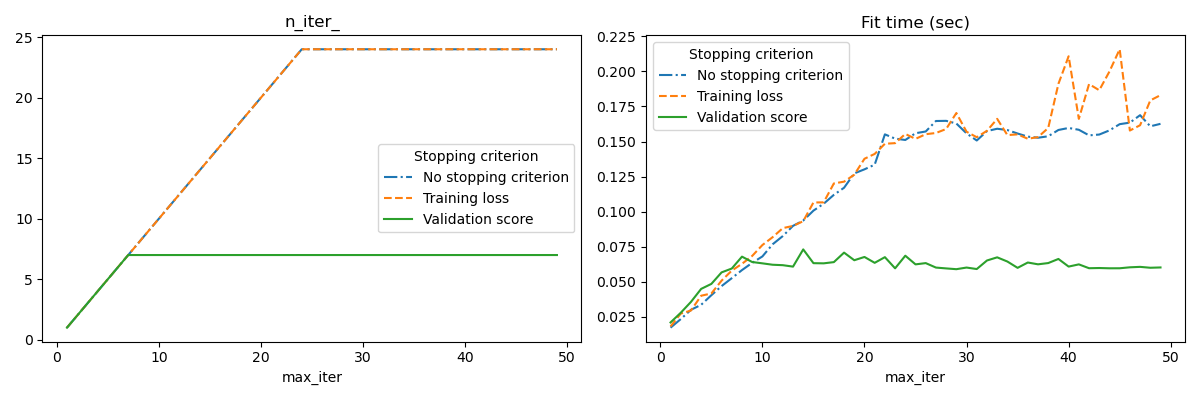 n_iter_
25
20
15
10
5
0
Stopping criterion
No stopping criterion
Training loss
Validation score
0 10 20 30 40 50
max_iter
Fit time (sec)
0.225
0.200
0.175
0.150
0.125
0.100
0.075
0.050
0.025
Stopping criterion
No stopping criterion
Training loss
Validation score
0 10 20 30 40 50
max_iter